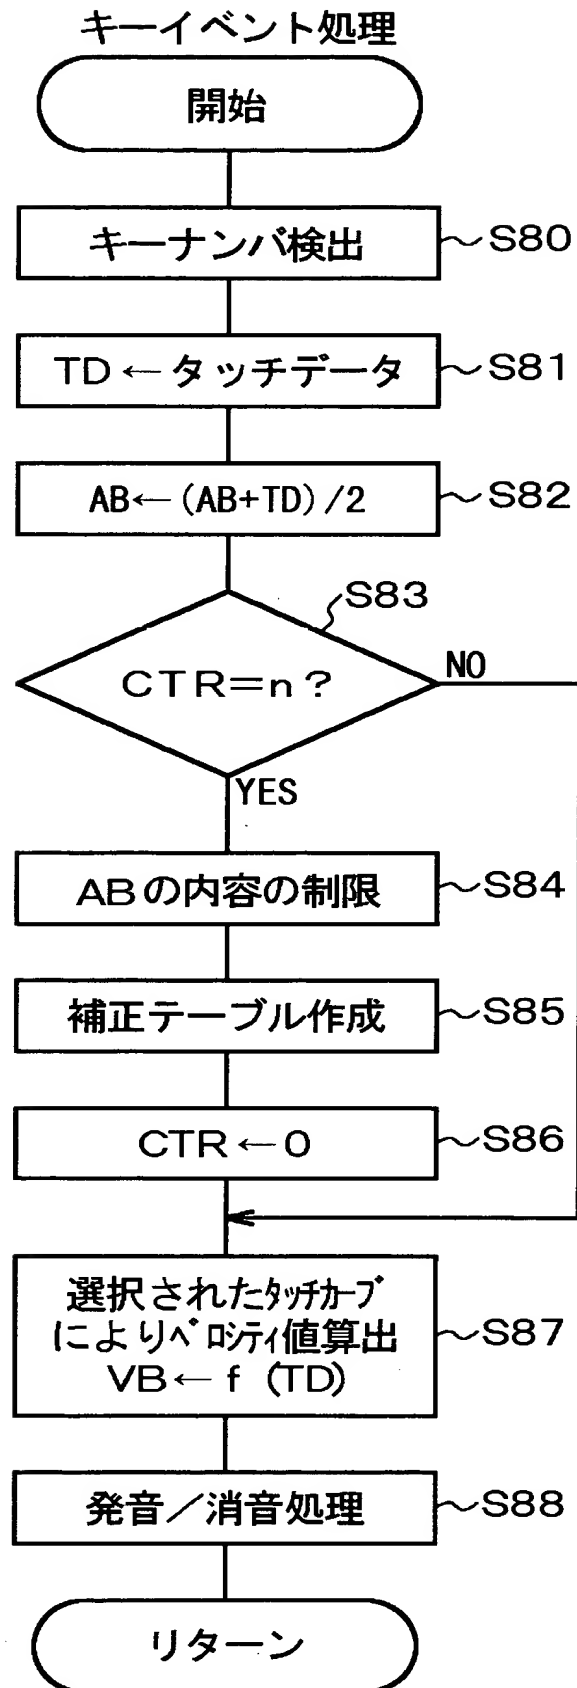 キーイベント処理
開始
キーナンバ検出
S80
TD←タッチデータ
S81
AB←(AB+TD)/2
S82
S83
CTR=n?
NO
YES
ABの内容の制限
S84
補正テーブル作成
S85
CTR←0
S86
選択されたタッチカーブ
によりベロシティ値算出
VB←f(TD)
S87
発音/消音処理
S88
リターン